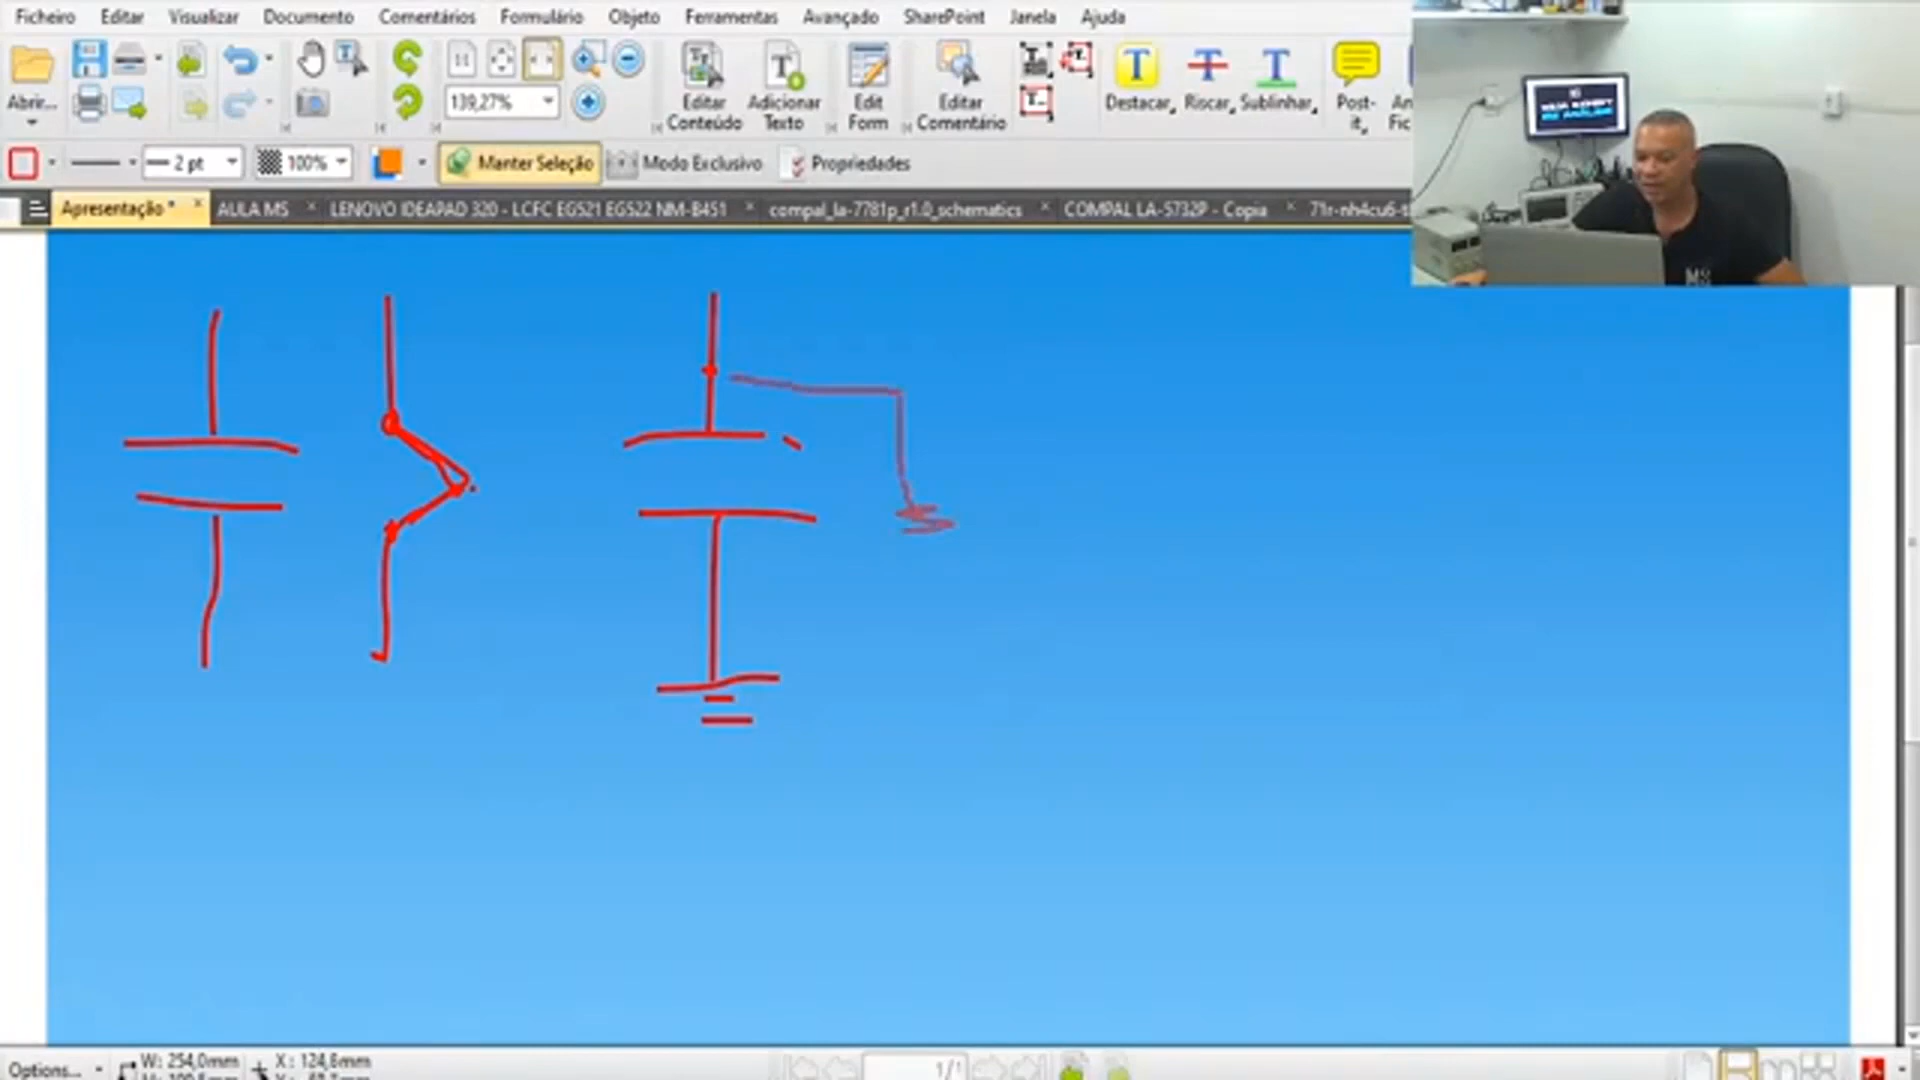 Ficheiro Editar Visualizar Documento Comentários Formulário Objeto Ferramentas Avançado SharePoint Janela Ajuda
Abrir...
139,27%
Editar Conteúdo
Adicionar Texto
Edit Form
Editar Comentário
Destacar
Riscar
Sublinhar
Post-it
2 pt
100%
Manter Seleção
Modo Exclusivo
Propriedades
Apresentação * AULA MS LENOVO IDEAPAD 320 - LCFC EG521 EG522 NM-B451 compal_la-7781p_r1.0_schematics COMPAL LA-5732P - Copia
Options...
W: 254,0mm
X: 124,8mm
1/1